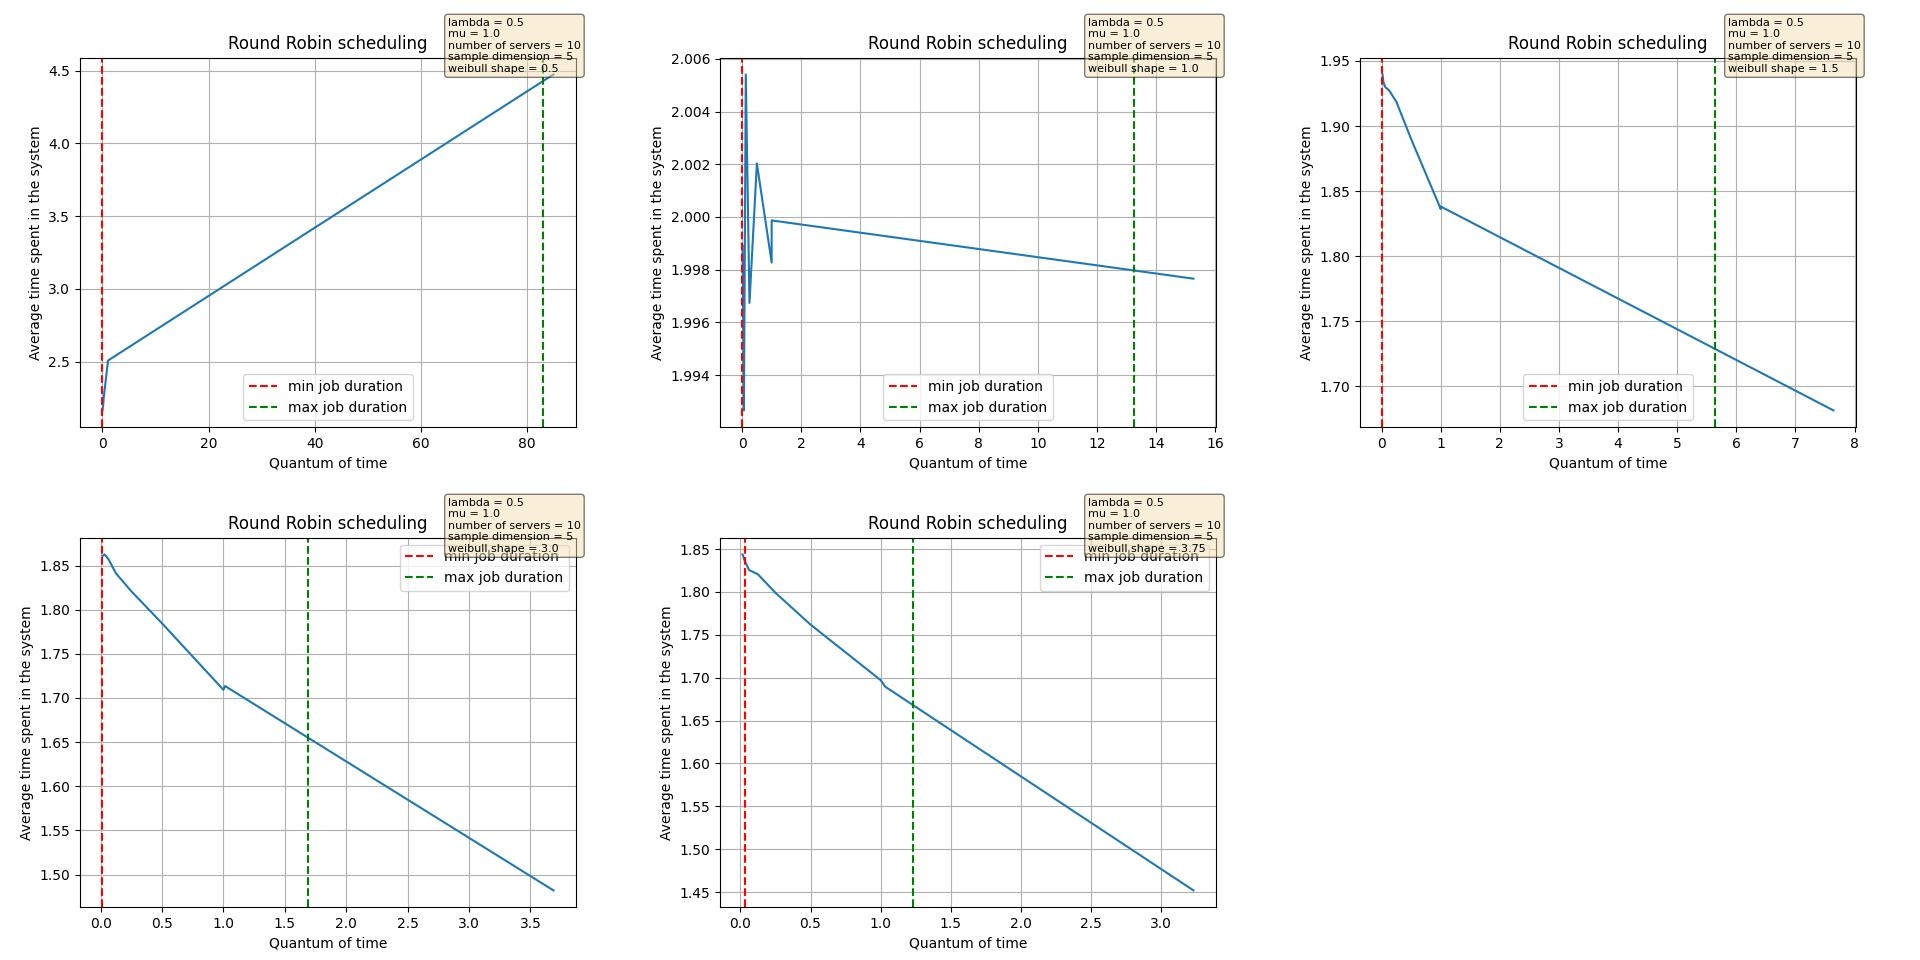 Round Robin scheduling
lambda = 0.5
mu = 1.0
number of servers = 10
sample dimension = 5
weibull shape = 0.5
Average time spent in the system
4.5
4.0
3.5
3.0
2.5
min job duration
max job duration
0 20 40 60 80
Quantum of time
Round Robin scheduling
lambda = 0.5
mu = 1.0
number of servers = 10
sample dimension = 5
weibull shape = 1.0
Average time spent in the system
2.006
2.004
2.002
2.000
1.998
1.996
1.994
min job duration
max job duration
0 2 4 6 8 10 12 14 16
Quantum of time
Round Robin scheduling
lambda = 0.5
mu = 1.0
number of servers = 10
sample dimension = 5
weibull shape = 1.5
Average time spent in the system
1.95
1.90
1.85
1.80
1.75
1.70
min job duration
max job duration
0 1 2 3 4 5 6 7 8
Quantum of time
Round Robin scheduling
lambda = 0.5
mu = 1.0
number of servers = 10
sample dimension = 5
weibull shape = 3.0
min job duration
max job duration
Average time spent in the system
1.85
1.80
1.75
1.70
1.65
1.60
1.55
1.50
0.0 0.5 1.0 1.5 2.0 2.5 3.0 3.5
Quantum of time
Round Robin scheduling
lambda = 0.5
mu = 1.0
number of servers = 10
sample dimension = 5
weibull shape = 3.75
min job duration
max job duration
Average time spent in the system
1.85
1.80
1.75
1.70
1.65
1.60
1.55
1.50
1.45
0.0 0.5 1.0 1.5 2.0 2.5 3.0
Quantum of time